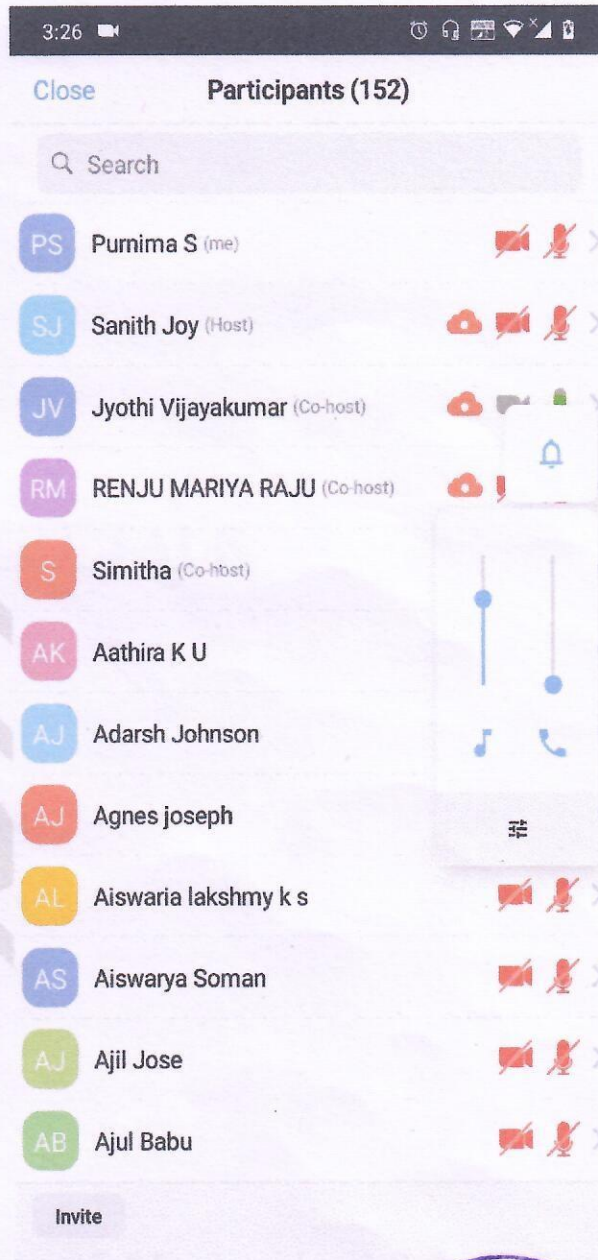 3:26
Close Participants (152)
Search
PS Purnima S (me)
SJ Sanith Joy (Host)
JV Jyothi Vijayakumar (Co-host)
RM RENJU MARIYA RAJU (Co-host)
S Simitha (Co-host)
AK Aathira K U
AJ Adarsh Johnson
AJ Agnes joseph
AL Aiswaria lakshmy k s
AS Aiswarya Soman
AJ Ajil Jose
AB Ajul Babu
Invite